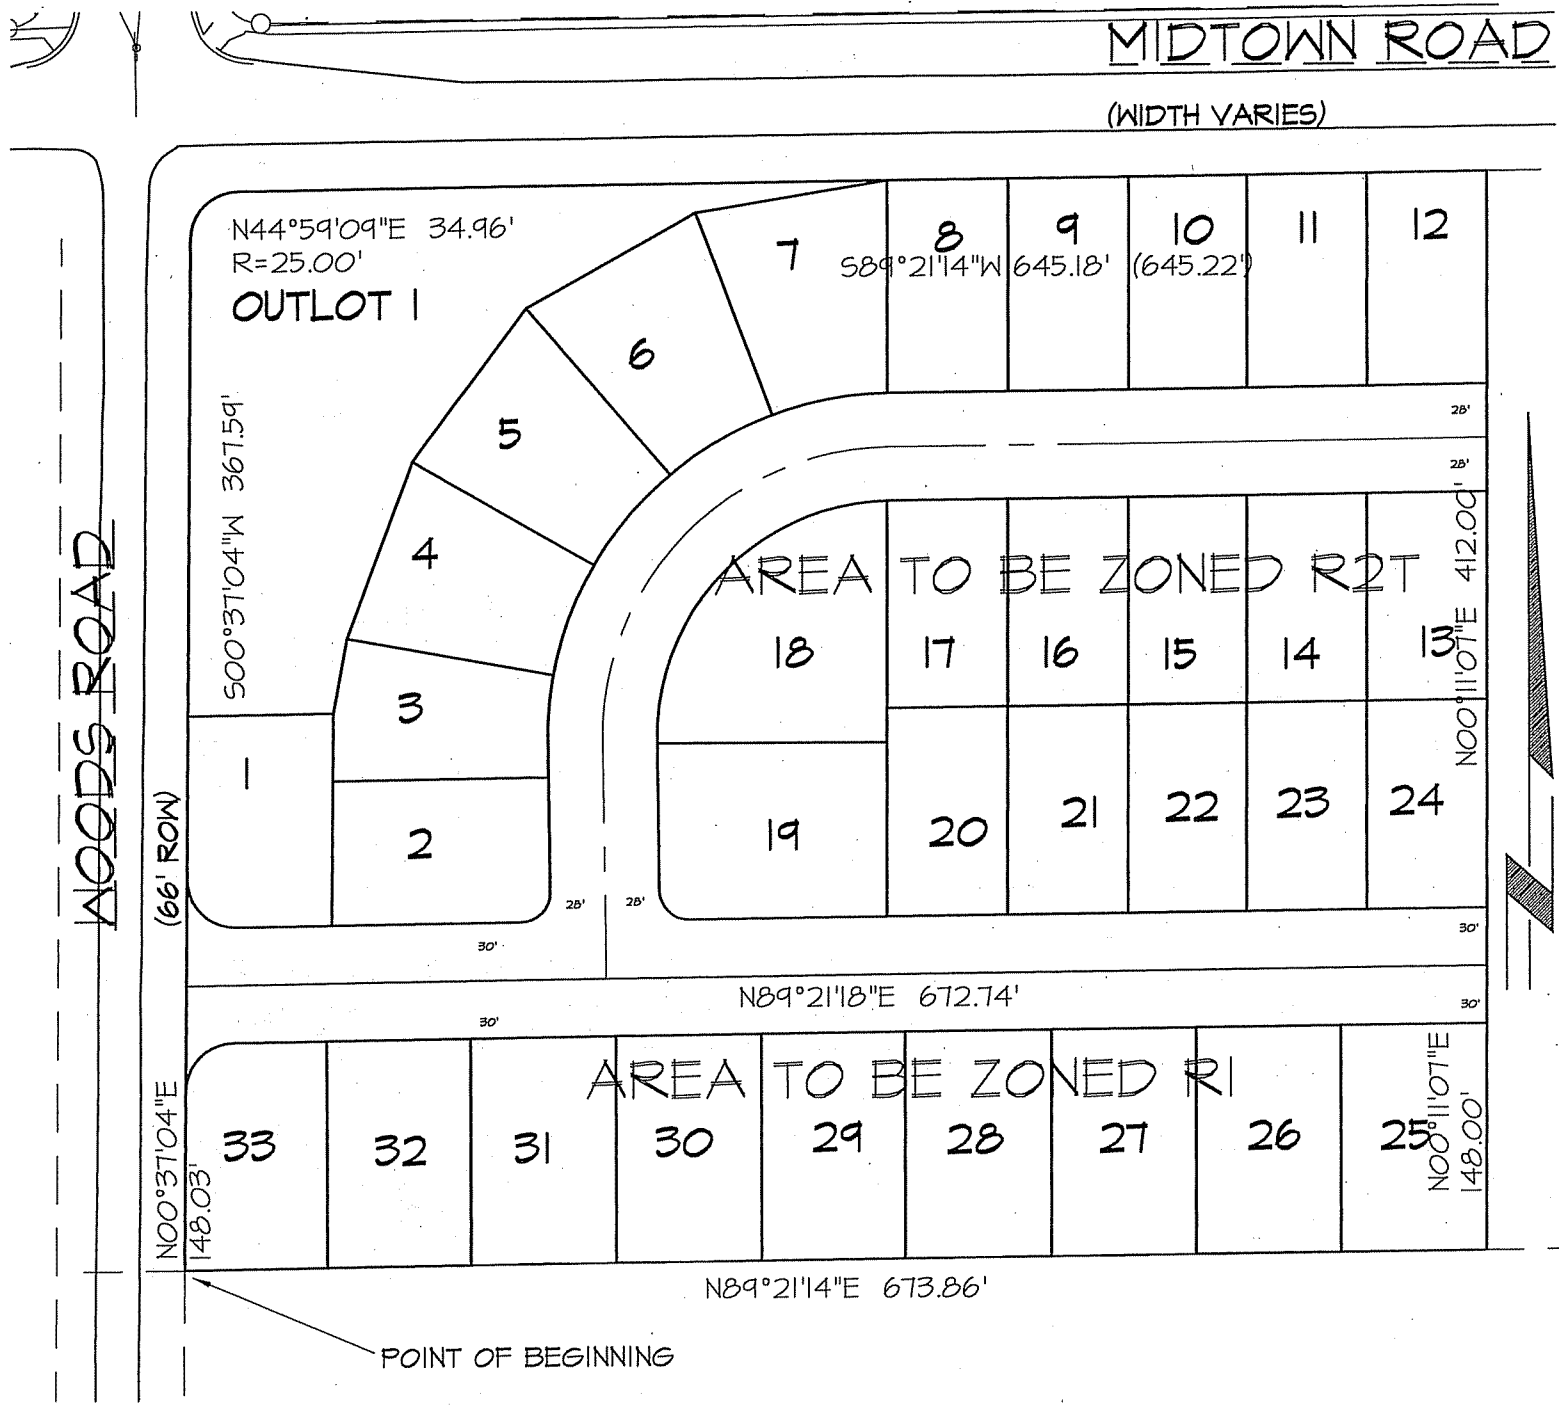 MIDTOWN ROAD
(WIDTH VARIES)
N44°59'09"E 34.96'
R=25.00'
OUTLOT 1
7
8
9
10
11
12
S89°21'14"W 645.18' (645.22')
6
5
4
3
1
2
S00°37'04"W 367.59'
28'
28'
WOODS ROAD
(66' ROW)
AREA TO BE ZONED R2T
18
17
16
15
14
13
N00°11'07"E 412.00'
19
20
21
22
23
24
28'
28'
30'
30'
N89°21'18"E 672.74'
30'
30'
AREA TO BE ZONED R1
33
32
31
30
29
28
27
26
25
N00°37'04"E
148.03'
N00°11'07"E
148.00'
N89°21'14"E 673.86'
POINT OF BEGINNING